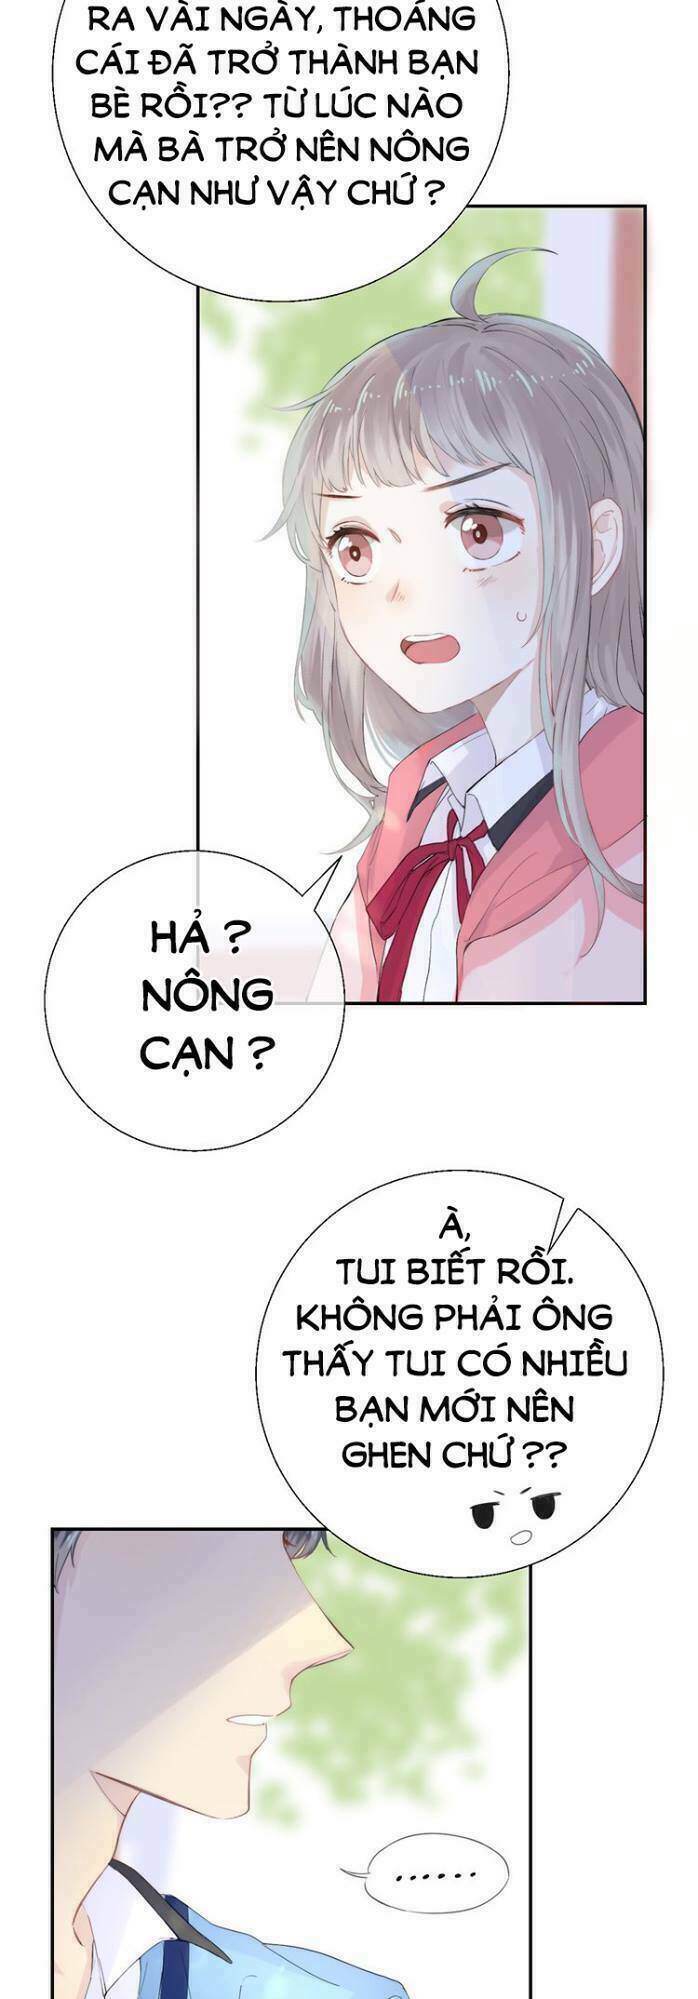 RA VÀI NGÀY, THOÁNG
CÁI ĐÃ TRỞ THÀNH BẠN
BÈ RỒI?? TỪ LÚC NÀO
MÀ BÀ TRỞ NÊN NÔNG
CẠN NHƯ VẬY CHỨ ?
HẢ ?
NÔNG
CẠN ?
À,
TUI BIẾT RỒI.
KHÔNG PHẢI ÔNG
THẤY TUI CÓ NHIỀU
BẠN MỚI NÊN
GHEN CHỨ ??
......